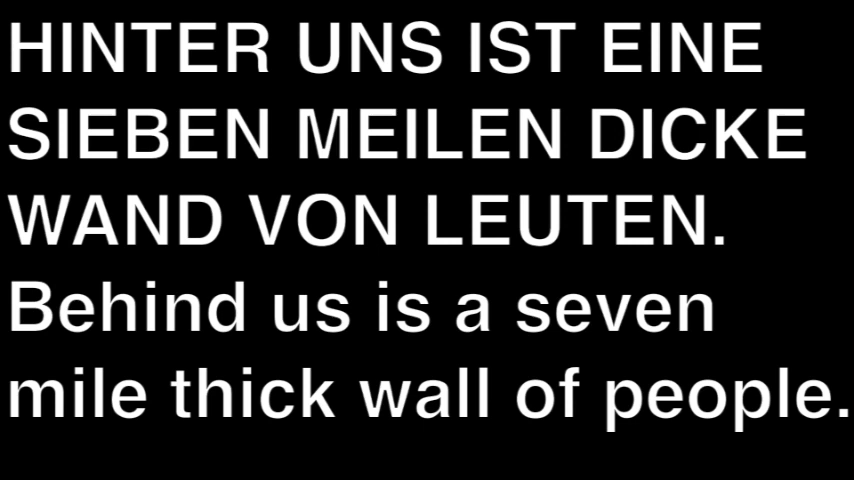 HINTER UNS IST EINE
SIEBEN MEILEN DICKE
WAND VON LEUTEN.
Behind us is a seven
mile thick wall of people.